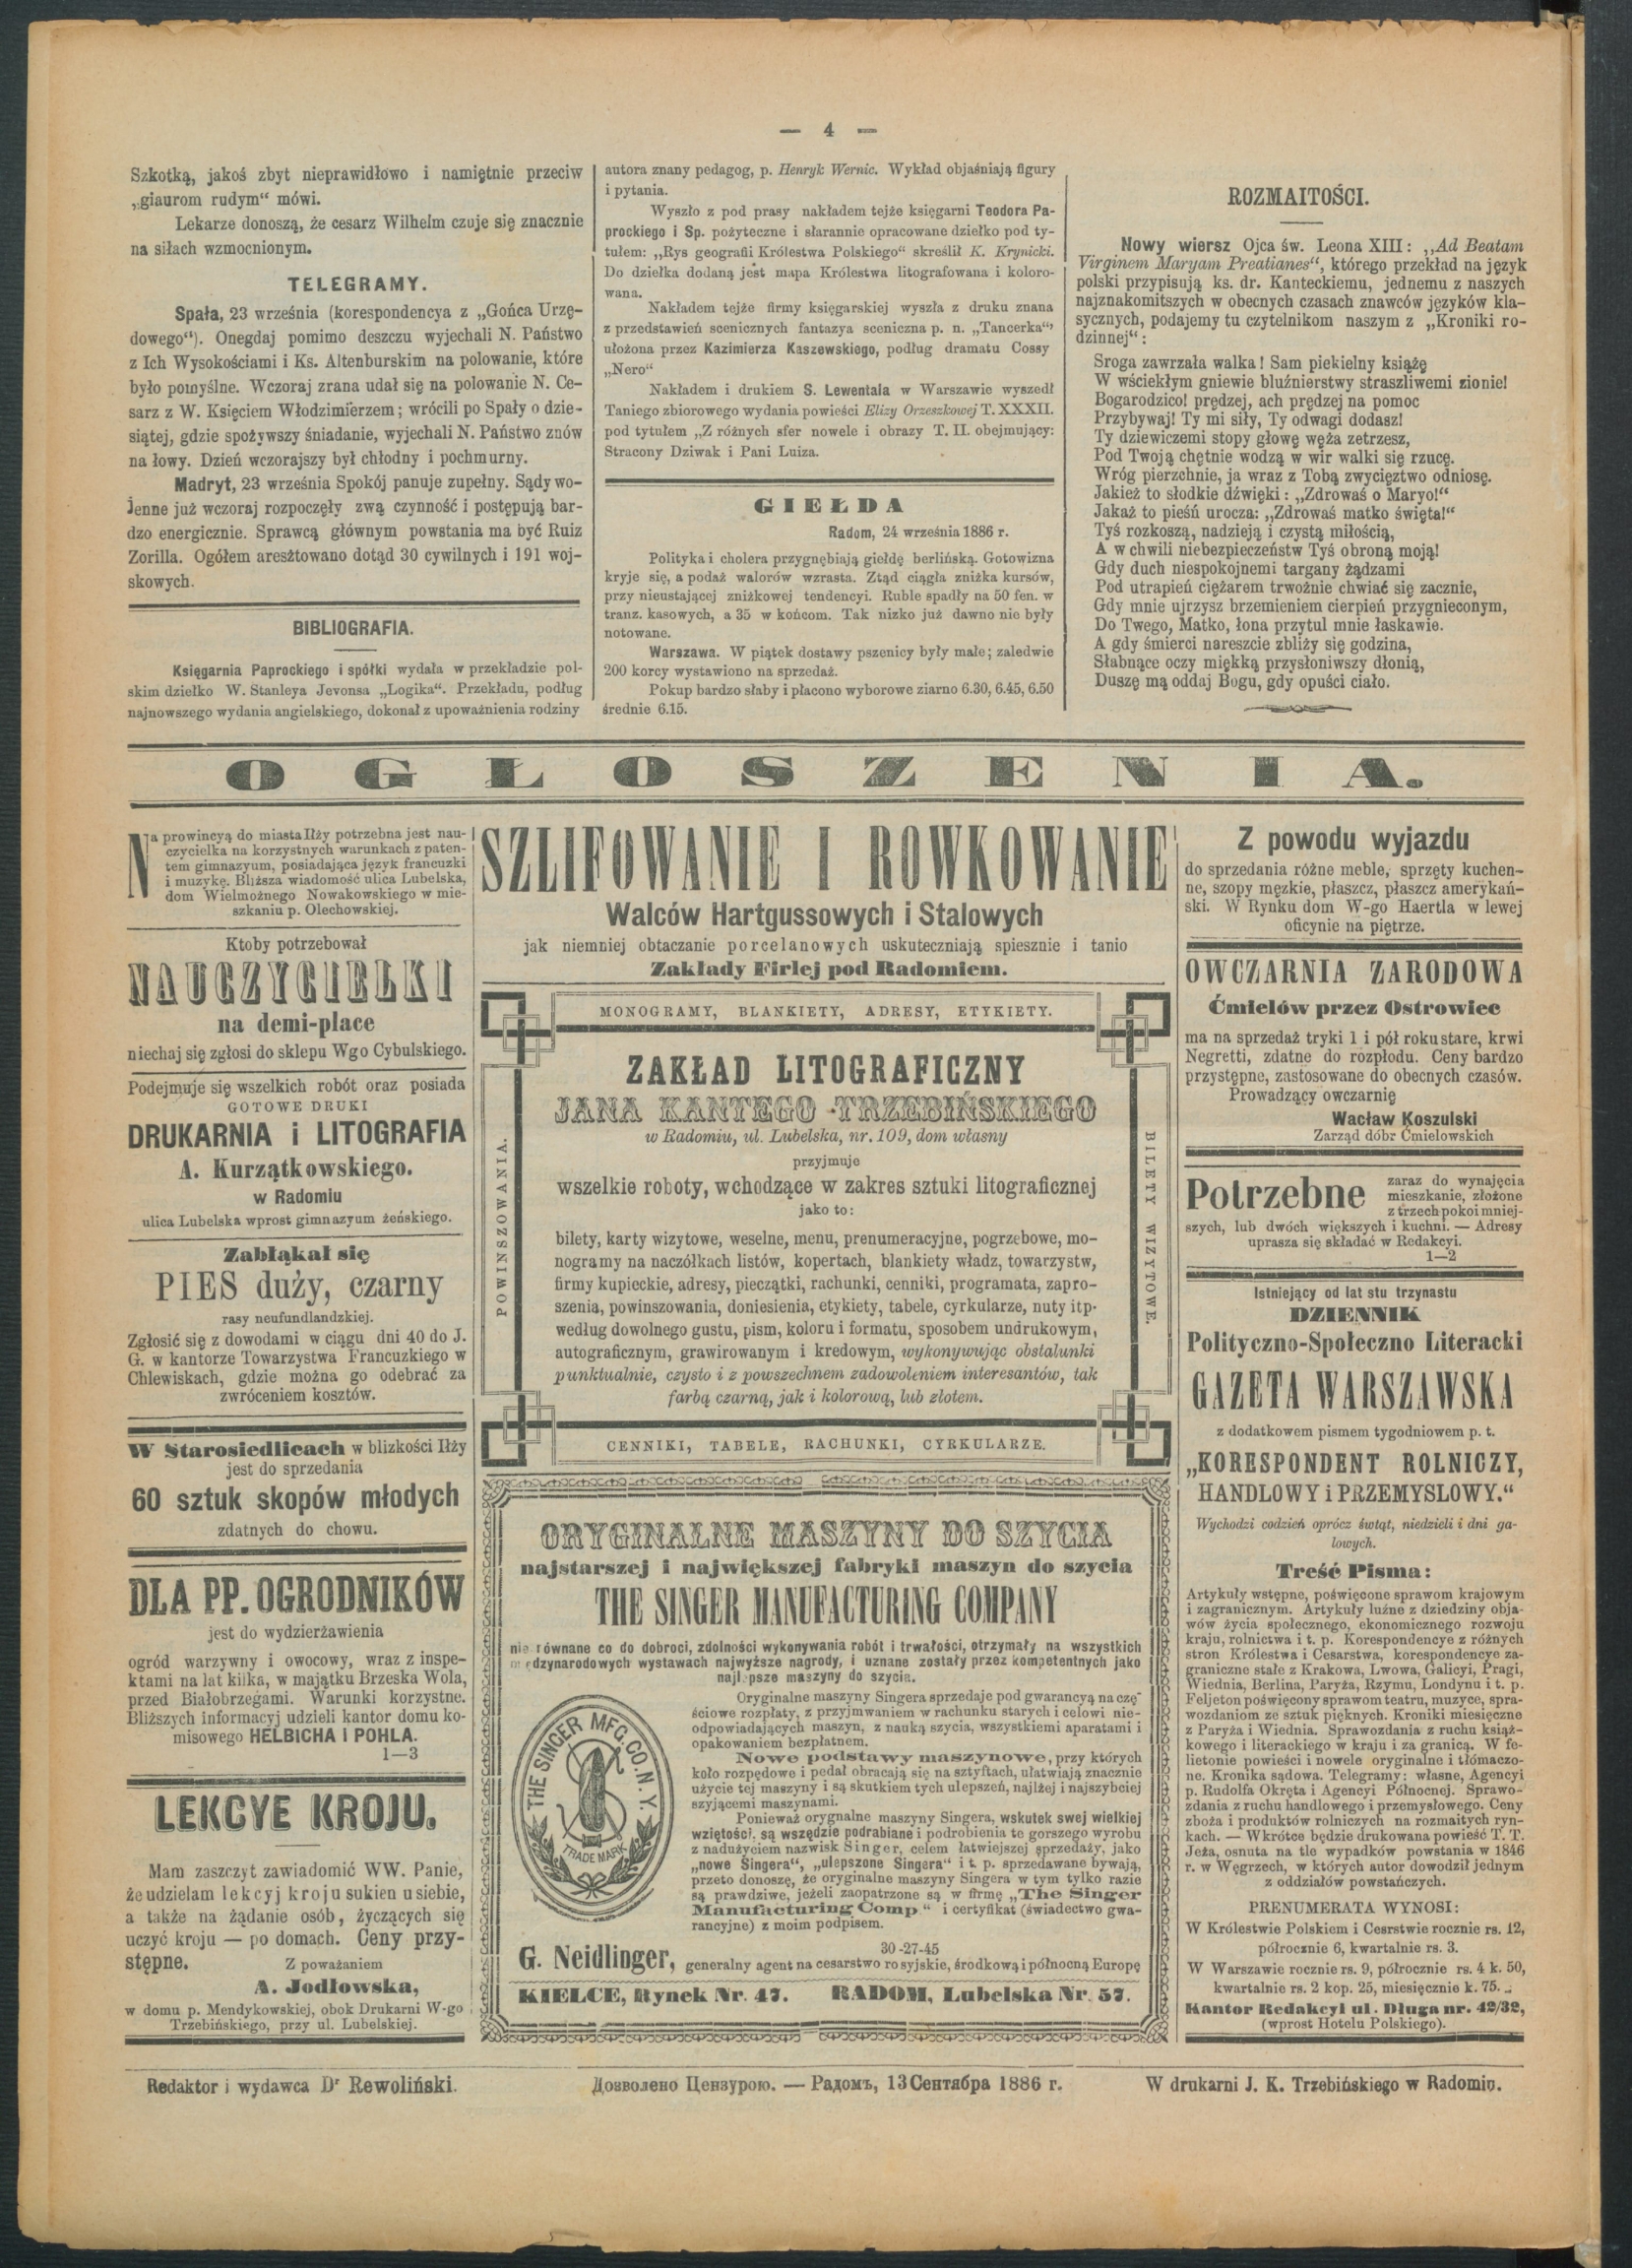 — 4 —
Szkotką, jakoś zbyt nieprawidłowo i namiętnie przeciw
„giaurom rudym“ mówi.
Lekarze donoszą, że cesarz Wilhelm czuje się znacznie
na siłach wzmocnionym.
TELEGRAMY.
Spała, 23 września (korespondencya z „Gońca Urzę-
dowego“). Onegdaj pomimo deszczu wyjechali N. Państwo
z Ich Wysokościami i Ks. Altenburskim na polowanie, które
było pomyślne. Wczoraj zrana udał się na polowanie N. Ce-
sarz z W. Księciem Włodzimierzem; wrócili po Spały o dzie-
siątej, gdzie spożywszy śniadanie, wyjechali N. Państwo znów
na łowy. Dzień wczorajszy był chłodny i pochmurny.
Madryt, 23 września Spokój panuje zupełny. Sądy wo-
jenne już wczoraj rozpoczęły zwą czynność i postępują bar-
dzo energicznie. Sprawcą głównym powstania ma być Ruiz
Zorilla. Ogółem aresztowano dotąd 30 cywilnych i 191 woj-
skowych.
BIBLIOGRAFIA.
Księgarnia Paprockiego i spółki wydała w przekładzie pol-
skim dziełko W. Stanleya Jevonsa „Logika“. Przekładu, podług
najnowszego wydania angielskiego, dokonał z upoważnienia rodziny
autora znany pedagog, p. Henryk Wernic. Wykład objaśniają figury
i pytania.
Wyszło z pod prasy nakładem tejże księgarni Teodora Pa-
prockiego i Sp. pożyteczne i starannie opracowane dziełko pod ty-
tułem: „Rys geografii Królestwa Polskiego“ skreślił K. Krynicki.
Do dziełka dodaną jest mapa Królestwa litografowana i koloro-
wana.
Nakładem tejże firmy księgarskiej wyszła z druku znana
z przedstawień scenicznych fantazya sceniczna p. n. „Tancerka“'
ułożona przez Kazimierza Kaszewskiego, podług dramatu Cossy
„Nero“
Nakładem i drukiem S. Lewentala w Warszawie wyszedł
Taniego zbiorowego wydania powieści Elizy Orzeszkowej T. XXXII.
pod tytułem „Z różnych sfer nowele i obrazy T. II. obejmujący:
Stracony Dziwak i Pani Luiza.
GIEŁDA
Radom, 24 września 1886 r.
Polityka i cholera przygnębiają giełdę berlińską. Gotowizna
kryje się, a podaż walorów wzrasta. Ztąd ciągła zniżka kursów,
przy nieustającej zniżkowej tendencyi. Ruble spadły na 50 fen. w
tranz. kasowych, a 35 w końcom. Tak nizko już dawno nie były
notowane.
Warszawa. W piątek dostawy pszenicy były małe; zaledwie
200 korcy wystawiono na sprzedaż.
Pokup bardzo słaby i płacono wyborowe ziarno 6.30, 6.45, 6.50
średnie 6.15.
ROZMAITOŚCI.
Nowy wiersz Ojca św. Leona XIII: „Ad Beatam
Virginem Maryam Preatianes“, którego przekład na język
polski przypisują ks. dr. Kanteckiemu, jednemu z naszych
najznakomitszych w obecnych czasach znawców języków kla-
sycznych, podajemy tu czytelnikom naszym z „Kroniki ro-
dzinnej“:
Sroga zawrzała walka! Sam piekielny książę
W wściekłym gniewie bluźnierstwy straszliwemi zionie!
Bogarodzico! prędzej, ach prędzej na pomoc
Przybywaj! Ty mi siły, Ty odwagi dodasz!
Ty dziewiczemi stopy głowę węża zetrzesz,
Pod Twoją chętnie wodzą w wir walki się rzucę.
Wróg pierzchnie, ja wraz z Tobą zwycięztwo odniosę.
Jakież to słodkie dźwięki: „Zdrowaś o Maryo!“
Jakaż to pieśń urocza: „Zdrowaś matko święta!“
Tyś rozkoszą, nadzieją i czystą miłością,
A w chwili niebezpieczeństw Tyś obroną moją!
Gdy duch niespokojnemi targany żądzami
Pod utrapień ciężarem trwożnie chwiać się zacznie,
Gdy mnie ujrzysz brzemieniem cierpień przygnieconym,
Do Twego, Matko, łona przytul mnie łaskawie.
A gdy śmierci nareszcie zbliży się godzina,
Słabnące oczy miękką przysłoniwszy dłonią,
Duszę mą oddaj Bogu, gdy opuści ciało.
OGŁOSZENIA.
Na prowincyą do miasta Iłży potrzebna jest nau-
czycielka na korzystnych warunkach z paten-
tem gimnazyum, posiadająca język francuzki
i muzykę. Bliższa wiadomość ulica Lubelska,
dom Wielmożnego Nowakowskiego w mie-
szkaniu p. Olechowskiej.
Ktoby potrzebował
NAUCZYCIELKI
na demi-place
niechaj się zgłosi do sklepu Wgo Cybulskiego.
Podejmuje się wszelkich robót oraz posiada
GOTOWE DRUKI
DRUKARNIA i LITOGRAFIA
A. Kurzątkowskiego.
w Radomiu
ulica Lubelska wprost gimnazyum żeńskiego.
Zabłąkał się
PIES duży, czarny
rasy neufundlandzkiej.
Zgłosić się z dowodami w ciągu dni 40 do J.
G. w kantorze Towarzystwa Francuzkiego w
Chlewiskach, gdzie można go odebrać za
zwróceniem kosztów.
W Starosiedlicach w blizkości Iłży
jest do sprzedania
60 sztuk skopów młodych
zdatnych do chowu.
DLA PP. OGRODNIKÓW
jest do wydzierżawienia
ogród warzywny i owocowy, wraz z inspe-
ktami na lat kilka, w majątku Brzeska Wola,
przed Białobrzegami. Warunki korzystne.
Bliższych informacyj udzieli kantor domu ko-
misowego HELBICHA i POHLA.
1—3
LEKCYE KROJU.
Mam zaszczyt zawiadomić WW. Panie,
że udzielam lekcyj kroju sukien u siebie,
a także na żądanie osób, życzących się
uczyć kroju — po domach. Ceny przy-
stępne. Z poważaniem
A. Jodłowska,
w domu p. Mendykowskiej, obok Drukarni W-go
Trzebińskiego, przy ul. Lubelskiej.
SZLIFOWANIE I ROWKOWANIE
Walców Hartgussowych i Stalowych
jak niemniej obtaczanie porcelanowych uskuteczniają spiesznie i tanio
Zakłady Firlej pod Radomiem.
MONOGRAMY, BLANKIETY, ADRESY, ETYKIETY.
POWINSZOWANIA.
ZAKŁAD LITOGRAFICZNY
JANA KANTEGO TRZEBIŃSKIEGO
w Radomiu, ul. Lubelska, nr. 109, dom własny
przyjmuje
wszelkie roboty, wchodzące w zakres sztuki litograficznej
jako to:
bilety, karty wizytowe, weselne, menu, prenumeracyjne, pogrzebowe, mo-
nogramy na naczółkach listów, kopertach, blankiety władz, towarzystw,
firmy kupieckie, adresy, pieczątki, rachunki, cenniki, programata, zapro-
szenia, powinszowania, doniesienia, etykiety, tabele, cyrkularze, nuty itp.
według dowolnego gustu, pism, koloru i formatu, sposobem undrukowym,
autograficznym, grawirowanym i kredowym, wykonywując obstalunki
punktualnie, czysto i z powszechnem zadowoleniem interesantów, tak
farbą czarną, jak i kolorową, lub złotem.
BILETY WIZYTOWE.
CENNIKI, TABELE, RACHUNKI, CYRKULARZE.
ORYGINALNE MASZYNY DO SZYCIA
najstarszej i największej fabryki maszyn do szycia
THE SINGER MANUFACTURING COMPANY
nie równane co do dobroci, zdolności wykonywania robót i trwałości, otrzymały na wszystkich
międzynarodowych wystawach najwyższe nagrody, i uznane zostały przez kompetentnych jako
najlepsze maszyny do szycia.
THE SINGER MFG. CO. N.Y.
TRADE MARK
Oryginalne maszyny Singera sprzedaje pod gwarancyą na czę-
ściowe rozpłaty, z przyjmwaniem w rachunku starych i celowi nie-
odpowiadających maszyn, z nauką szycia, wszystkiemi aparatami i
opakowaniem bezpłatnem.
Nowe podstawy maszynowe, przy których
koło rozpędowe i pedał obracają się na sztyftach, ułatwiają znacznie
użycie tej maszyny i są skutkiem tych ulepszeń, najlżej i najszybciej
szyjącemi maszynami.
Ponieważ orygnalne maszyny Singera, wskutek swej wielkiej
wziętości, są wszędzie podrabiane i podrobienia te gorszego wyrobu
z nadużyciem nazwisk Singer, celem łatwiejszej sprzedaży, jako
„nowe Singera“, „ulepszone Singera“ i t. p. sprzedawane bywają,
przeto donoszę, że oryginalne maszyny Singera w tym tylko razie
są prawdziwe, jeżeli zaopatrzone są w firmę „The Singer
Manufacturing Comp.“ i certyfikat (świadectwo gwa-
rancyjne) z moim podpisem.
30-27-45
G. Neidlinger, generalny agent na cesarstwo rosyjskie, środkową i północną Europę
KIELCE, Rynek Nr. 47. RADOM, Lubelska Nr. 57.
Z powodu wyjazdu
do sprzedania różne meble, sprzęty kuchen-
ne, szopy męzkie, płaszcz, płaszcz amerykań-
ski. W Rynku dom W-go Haertla w lewej
oficynie na piętrze.
OWCZARNIA ZARODOWA
Ćmielów przez Ostrowiec
ma na sprzedaż tryki 1 i pół roku stare, krwi
Negretti, zdatne do rozpłodu. Ceny bardzo
przystępne, zastosowane do obecnych czasów.
Prowadzący owczarnię
Wacław Koszulski
Zarząd dóbr Ćmielowskich
Potrzebne zaraz do wynajęcia
mieszkanie, złożone
z trzech pokoi mniej-
szych, lub dwóch większych i kuchni. — Adresy
uprasza się składać w Redakcyi.
1—2
Istniejący od lat stu trzynastu
DZIENNIK
Polityczno-Społeczno Literacki
GAZETA WARSZAWSKA
z dodatkowem pismem tygodniowem p. t.
„KORESPONDENT ROLNICZY,
HANDLOWY i PRZEMYSLOWY.“
Wychodzi codzień oprócz świąt, niedzieli i dni ga-
lowych.
Treść Pisma:
Artykuły wstępne, poświęcone sprawom krajowym
i zagranicznym. Artykuły luźne z dziedziny obja-
wów życia społecznego, ekonomicznego rozwoju
kraju, rolnictwa i t. p. Korespondencye z różnych
stron Królestwa i Cesarstwa, korespondencye za-
graniczne stałe z Krakowa, Lwowa, Galicyi, Pragi,
Wiednia, Berlina, Paryża, Rzymu, Londynu i t. p.
Feljeton poświęcony sprawom teatru, muzyce, spra-
wozdaniom ze sztuk pięknych. Kroniki miesięczne
z Paryża i Wiednia. Sprawozdania z ruchu książ-
kowego i literackiego w kraju i za granicą. W fe-
lietonie powieści i nowele oryginalne i tłómaczo-
ne. Kronika sądowa. Telegramy: własne, Agencyi
p. Rudolfa Okręta i Agencyi Północnej. Sprawo-
zdania z ruchu handlowego i przemysłowego. Ceny
zboża i produktów rolniczych na rozmaitych ryn-
kach. — Wkrótce będzie drukowana powieść T. T.
Jeża, osnuta na tle wypadków powstania w 1846
r. w Węgrzech, w których autor dowodził jednym
z oddziałów powstańczych.
PRENUMERATA WYNOSI:
W Królestwie Polskiem i Cesrstwie rocznie rs. 12,
półrocznie 6, kwartalnie rs. 3.
W Warszawie rocznie rs. 9, półrocznie rs. 4 k. 50,
kwartalnie rs. 2 kop. 25, miesięcznie k. 75.
Kantor Redakcyi ul. Długa nr. 42/32,
(wprost Hotelu Polskiego).
Redaktor i wydawca Dr Rewoliński.
Дозволено Цензурою. — Радомъ, 13 Сентября 1886 г.
W drukarni J. K. Trzebińskiego w Radomiu.